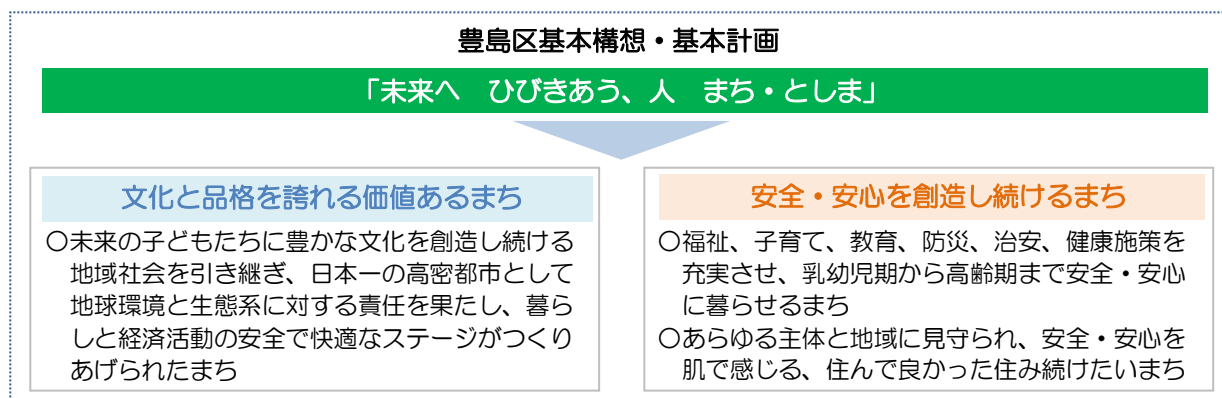 豊島区基本構想・基本計画
「未来へ　ひびきあう、人　まち・としま」
文化と品格を誇れる価値あるまち
〇未来の子どもたちに豊かな文化を創造し続ける
地域社会を引き継ぎ、日本一の高密都市として
地球環境と生態系に対する責任を果たし、暮ら
しと経済活動の安全で快適なステージがつくり
あげられたまち
安全・安心を創造し続けるまち
〇福祉、子育て、教育、防災、治安、健康施策を
充実させ、乳幼児期から高齢期まで安全・安心
に暮らせるまち
〇あらゆる主体と地域に見守られ、安全・安心を
肌で感じる、住んで良かった住み続けたいまち